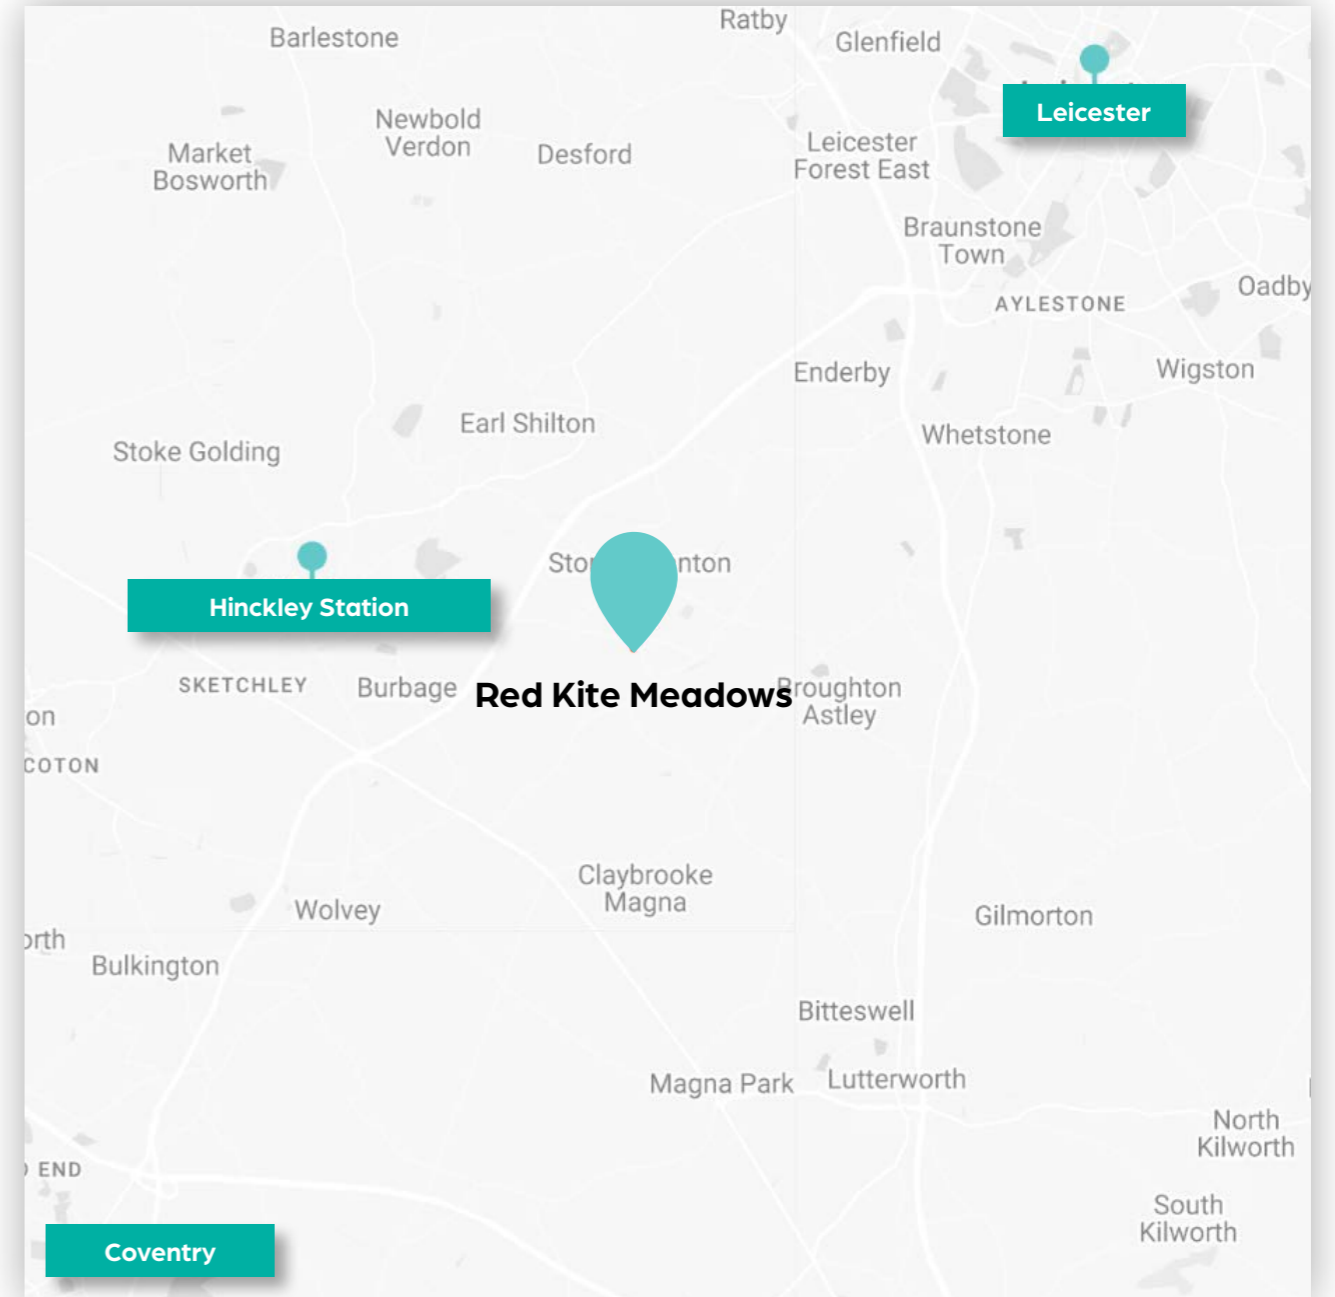 Ratby
Barlestone
Glenfield
Leicester
Newbold
Verdon
Market
Bosworth
Desford
Leicester
Forest East
Braunstone
Town
Oadby
AYLESTONE
Enderby
Wigston
Earl Shilton
Whetstone
Stoke Golding
Hinckley Station
SKETCHLEY
Burbage
Red Kite Meadows
Broughton
Astley
COTON
Claybrooke
Magna
Wolvey
Gilmorton
Bulkington
Bitteswell
Magna Park
Lutterworth
North
Kilworth
END
South
Kilworth
Coventry